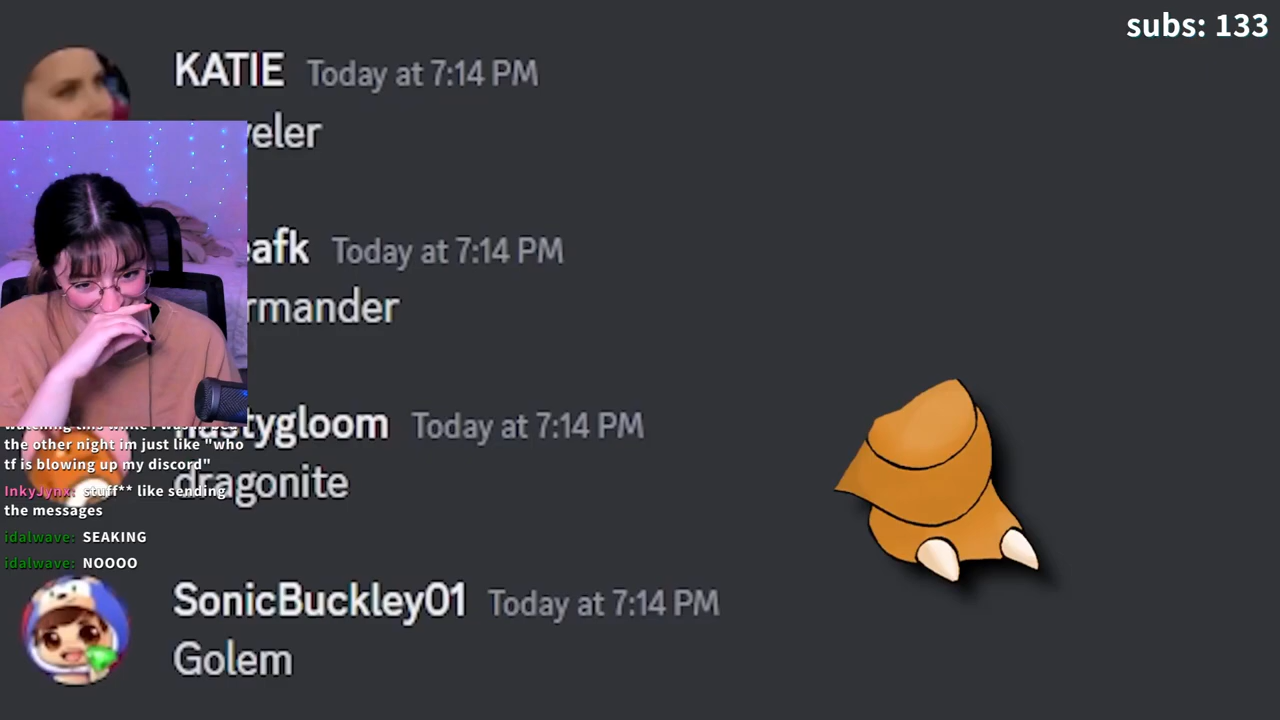 subs: 133
KATIE Today at 7:14 PM
veler
eafk Today at 7:14 PM
rmander
stygloom Today at 7:14 PM
dragonite
the other night im just like "who
tf is blowing up my discord"
InkyJynx: stuff** like sending
the messages
idalwave: SEAKING
idalwave: NOOOO
SonicBuckley01 Today at 7:14 PM
Golem